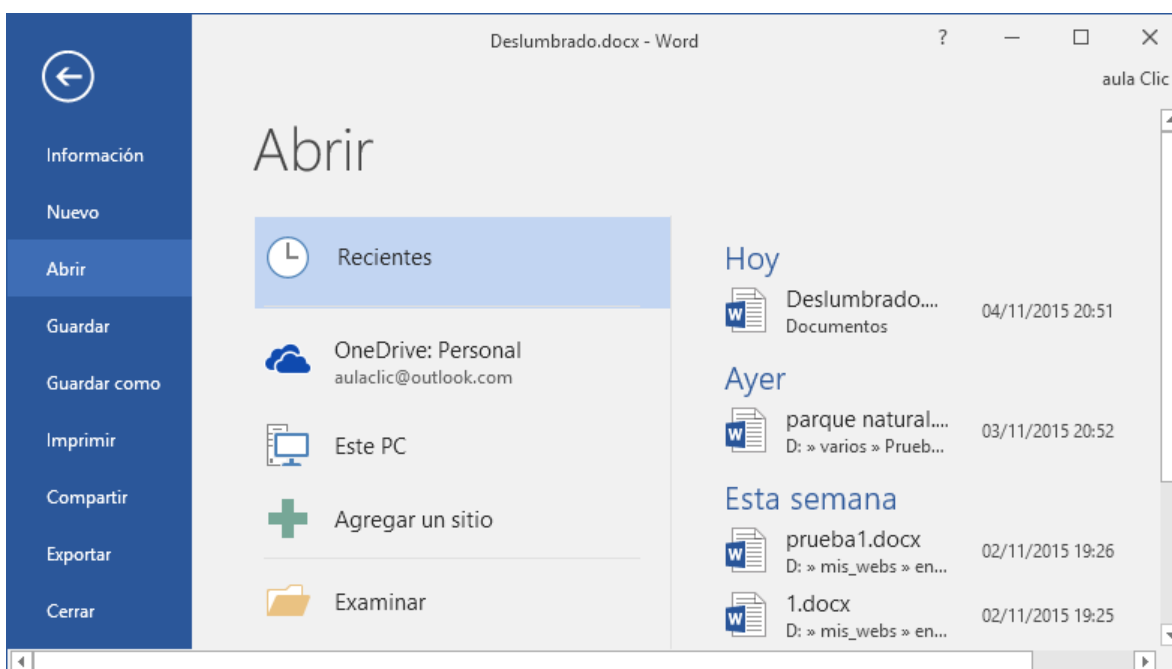 Deslumbrado.docx - Word
?
aula Clic
Información
Nuevo
Abrir
Guardar
Guardar como
Imprimir
Compartir
Exportar
Cerrar
Abrir
Recientes
OneDrive: Personal
aulaclic@outlook.com
Este PC
Agregar un sitio
Examinar
Hoy
Deslumbrado.... 04/11/2015 20:51
Documentos
Ayer
parque natural.... 03/11/2015 20:52
D: » varios » Prueb...
Esta semana
prueba1.docx 02/11/2015 19:26
D: » mis_webs » en...
1.docx 02/11/2015 19:25
D: » mis_webs » en...